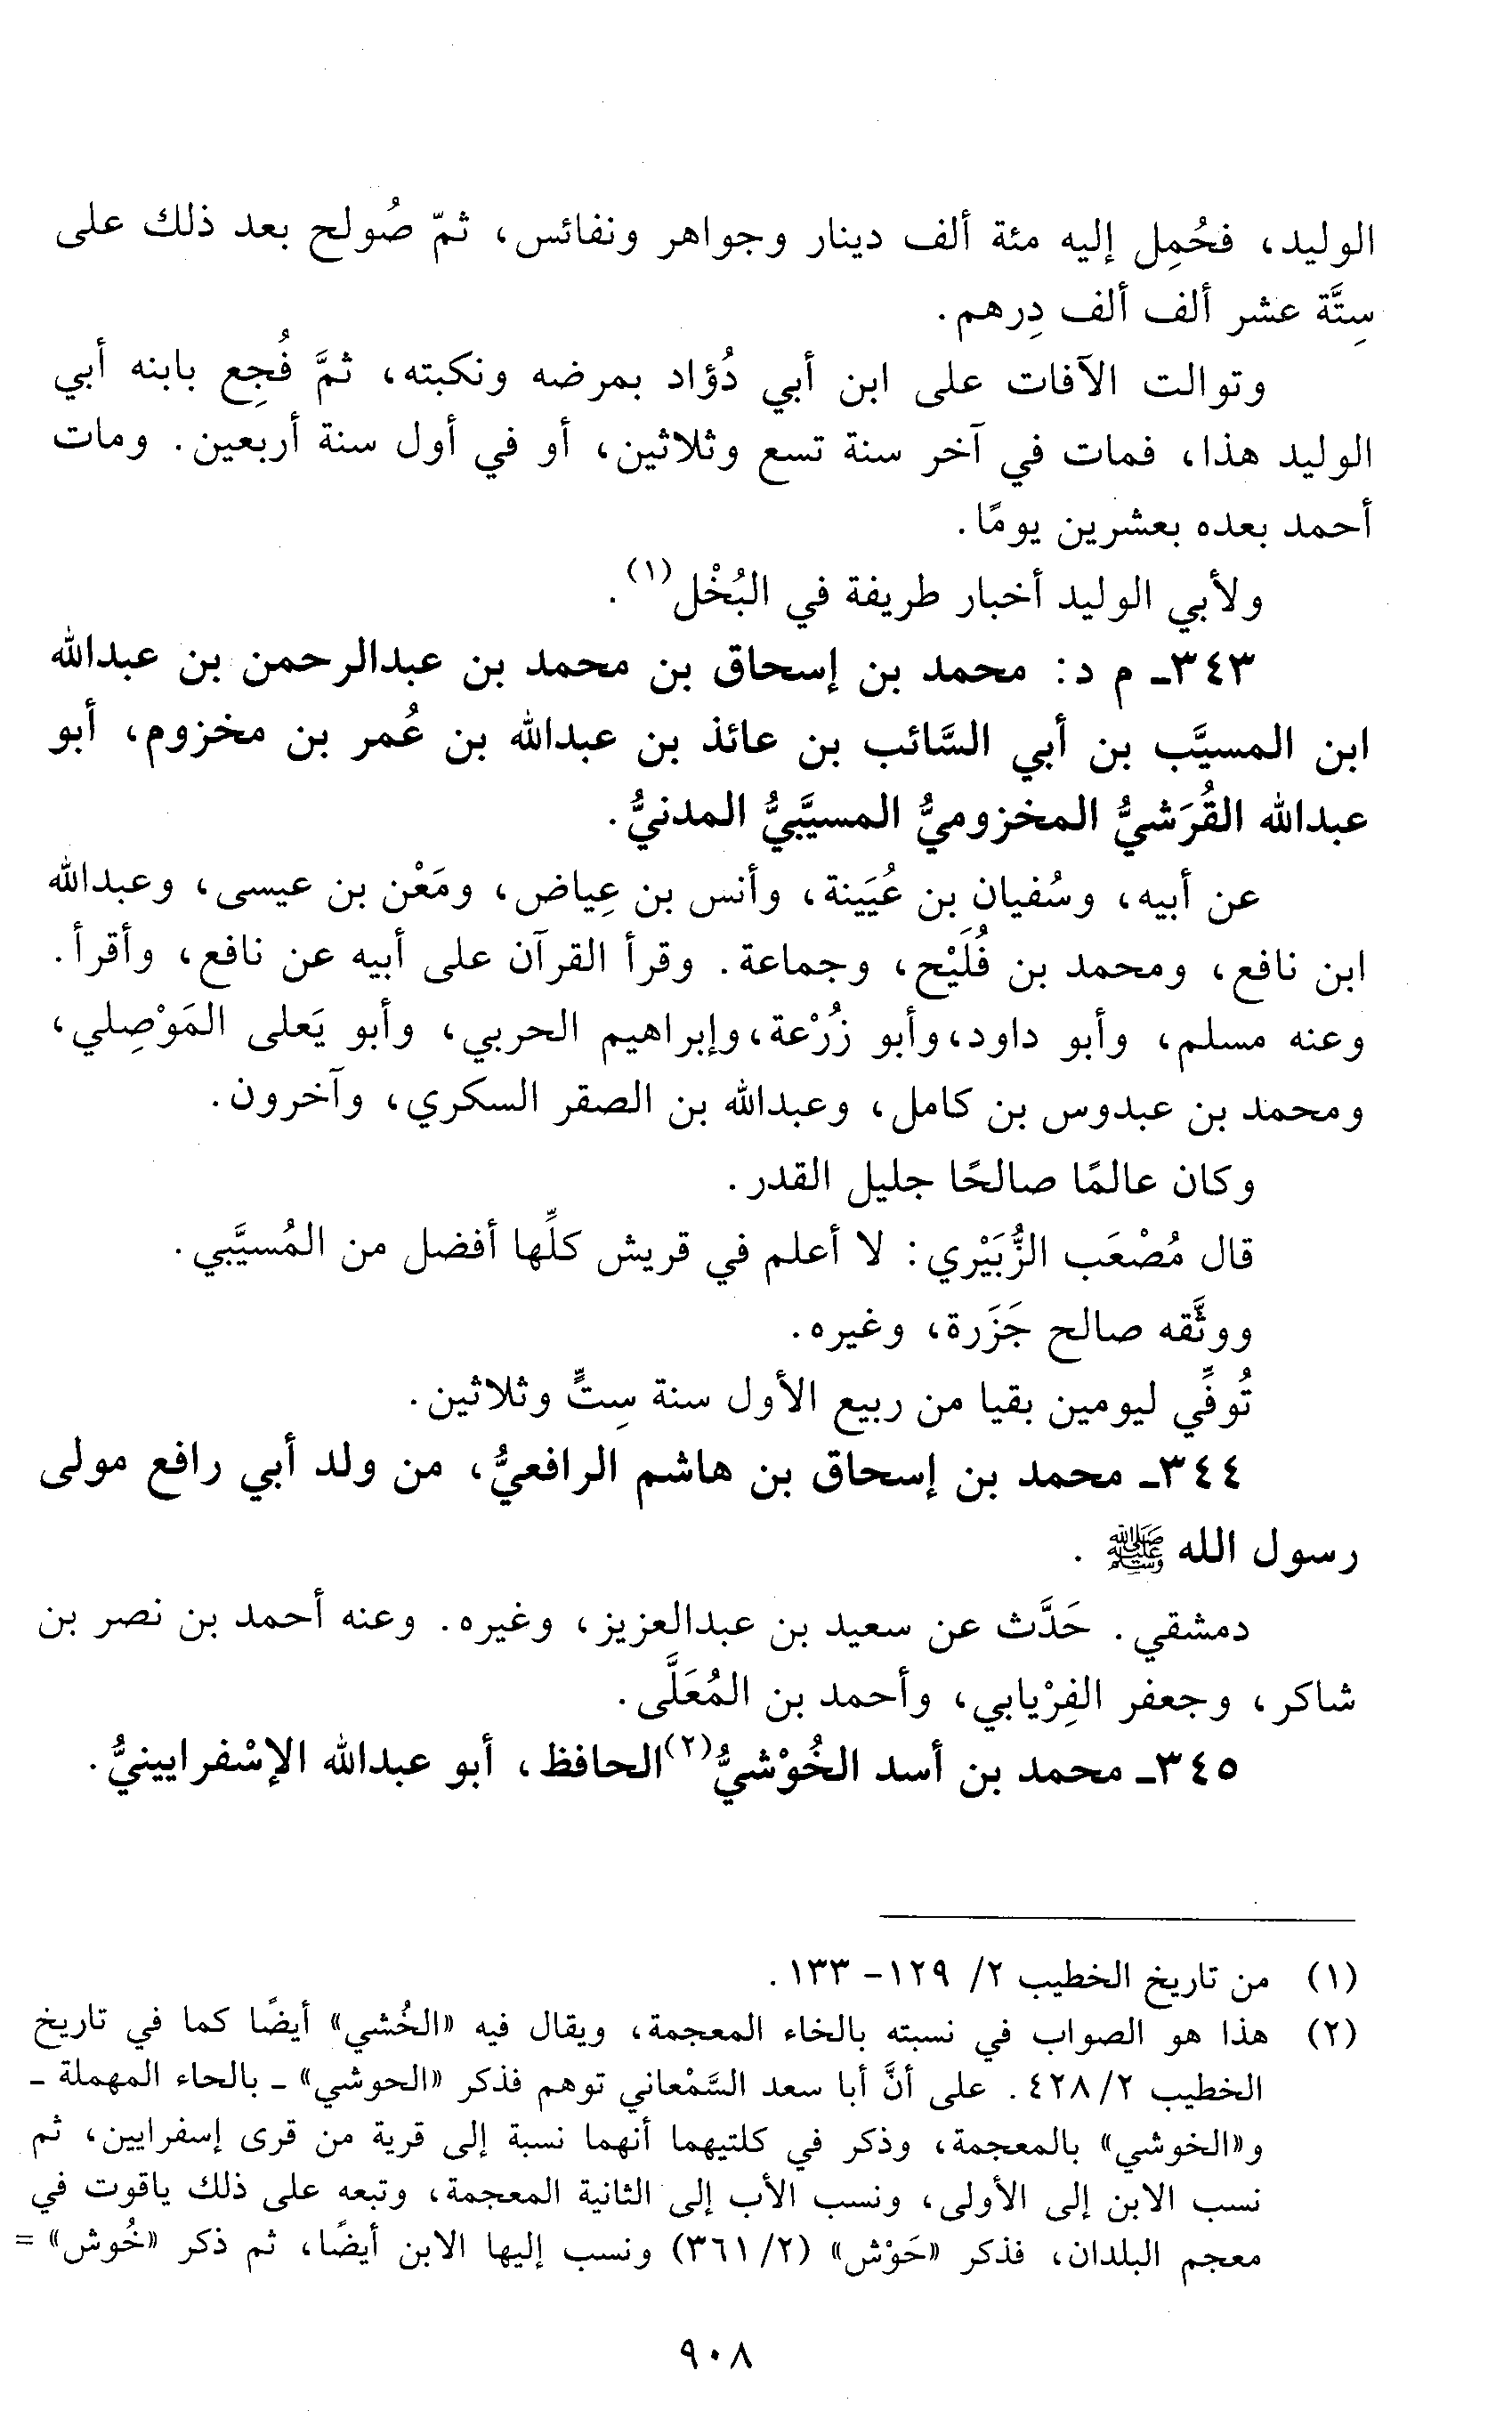 الوليد، فحُمِل إليه مئة ألف دينار وجواهر ونفائس، ثمّ صُولح بعد ذلك على
سِتَّة عشر ألف ألف دِرهم.
وتوالت الآفات على ابن أبي دُؤاد بمرضه ونكبته، ثمَّ فُجِع بابنه أبي
الوليد هذا، فمات في آخر سنة تسع وثلاثين، أو في أول سنة أربعين. ومات
أحمد بعده بعشرين يومًا.
ولأبي الوليد أخبار طريفة في البُخْل(١).
٣٤٣ـ م د: محمد بن إسحاق بن محمد بن عبدالرحمن بن عبدالله
ابن المسيَّب بن أبي السَّائب بن عائذ بن عبدالله بن عُمر بن مخزوم، أبو
عبدالله القُرَشيُّ المخزوميُّ المسيَّبيُّ المدنيُّ.
عن أبيه، وسُفيان بن عُيَينة، وأنس بن عِياض، ومَعْن بن عيسى، وعبدالله
ابن نافع، ومحمد بن فُلَيْح، وجماعة. وقرأ القرآن على أبيه عن نافع، وأقرأ.
وعنه مسلم، وأبو داود، وأبو زُرْعة، وإبراهيم الحربي، وأبو يَعلى المَوْصِلي،
ومحمد بن عبدوس بن كامل، وعبدالله بن الصقر السكري، وآخرون.
وكان عالمًا صالحًا جليل القدر.
قال مُصْعَب الزُّبَيْري: لا أعلم في قريش كلِّها أفضل من المُسيَّبي.
ووثَّقه صالح جَزَرة، وغيره.
تُوفِّي ليومين بقيا من ربيع الأول سنة سِتٍّ وثلاثين.
٣٤٤ـ محمد بن إسحاق بن هاشم الرافعيُّ، من ولد أبي رافع مولى
رسول الله ﷺ.
دمشقي. حَدَّث عن سعيد بن عبدالعزيز، وغيره. وعنه أحمد بن نصر بن
شاكر، وجعفر الفِرْيابي، وأحمد بن المُعَلَّى.
٣٤٥ـ محمد بن أسد الخُوْشيُّ(٢) الحافظ، أبو عبدالله الإسْفرايينيُّ.
(١) من تاريخ الخطيب ٢/ ١٢٩- ١٣٣.
(٢) هذا هو الصواب في نسبته بالخاء المعجمة، ويقال فيه «الخُشي» أيضًا كما في تاريخ
الخطيب ٢/ ٤٢٨. على أنَّ أبا سعد السَّمْعاني توهم فذكر «الحوشي» ـ بالحاء المهملة ـ
و«الخوشي» بالمعجمة، وذكر في كلتيهما أنهما نسبة إلى قرية من قرى إسفرايين، ثم
نسب الابن إلى الأولى، ونسب الأب إلى الثانية المعجمة، وتبعه على ذلك ياقوت في
معجم البلدان، فذكر «حَوْش» (٢/ ٣٦١) ونسب إليها الابن أيضًا، ثم ذكر «خُوش» =
٩٠٨